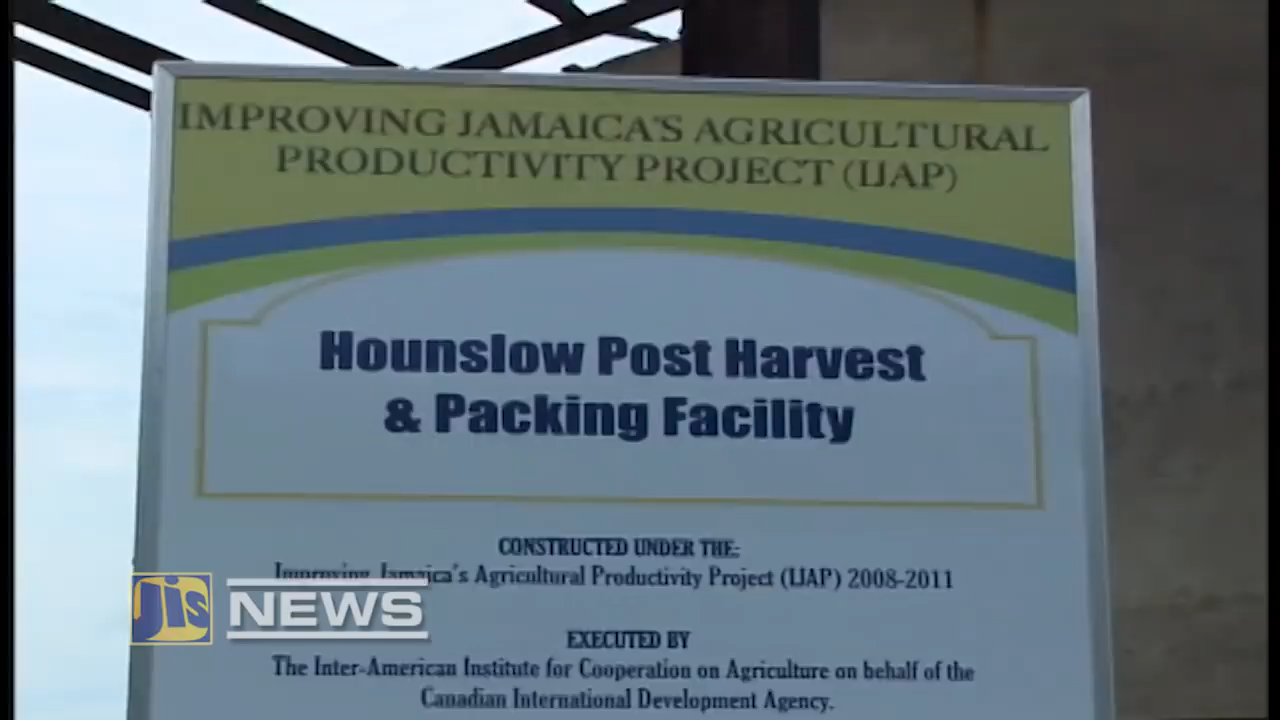 IMPROVING JAMAICA'S AGRICULTURAL
PRODUCTIVITY PROJECT (IJAP)
Hounslow Post Harvest
& Packing Facility
CONSTRUCTED UNDER THE:
Improving Jamaica's Agricultural Productivity Project (IJAP) 2008-2011
JIS NEWS
EXECUTED BY
The Inter-American Institute for Cooperation on Agriculture on behalf of the
Canadian International Development Agency.